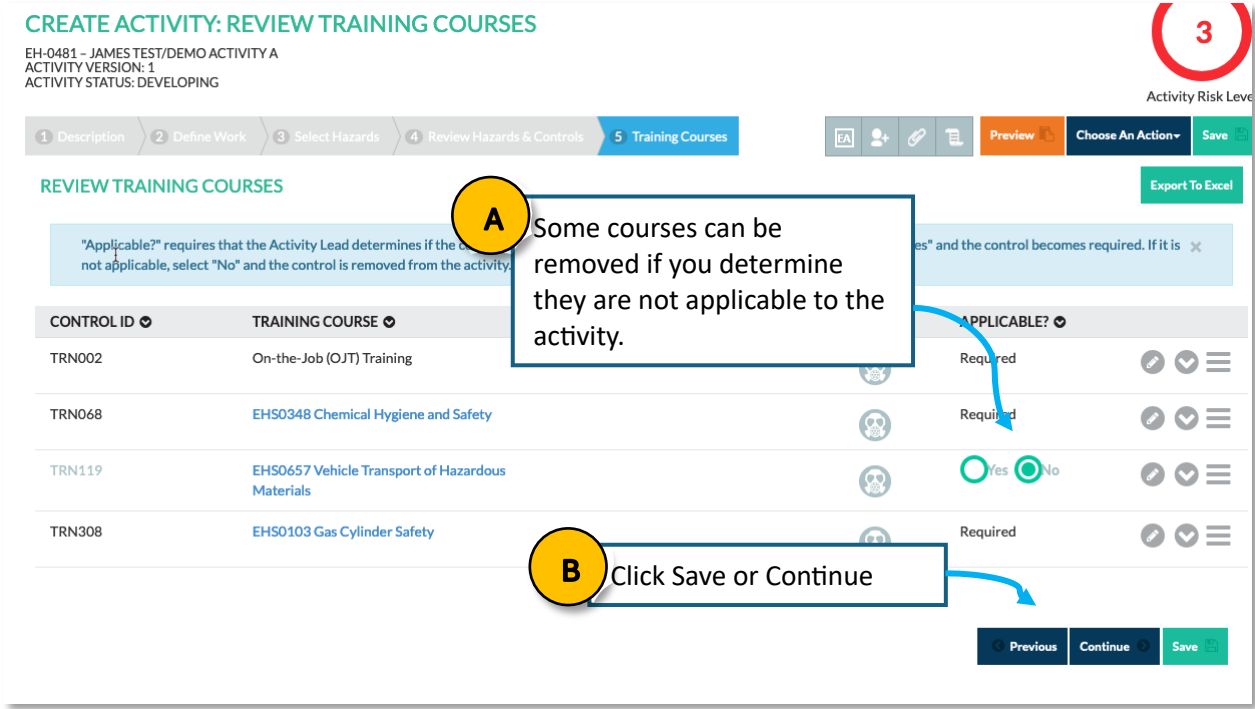 CREATE ACTIVITY: REVIEW TRAINING COURSES
EH-0481 – JAMES TEST/DEMO ACTIVITY A
ACTIVITY VERSION: 1
ACTIVITY STATUS: DEVELOPING
3
Activity Risk Leve
1 Description
2 Define Work
3 Select Hazards
4 Review Hazards & Controls
5 Training Courses
EA
Preview
Choose An Action
Save
REVIEW TRAINING COURSES
Export To Excel
"Applicable?" requires that the Activity Lead determines if the
es" and the control becomes required. If it is
not applicable, select "No" and the control is removed from the activity.
A
Some courses can be
removed if you determine
they are not applicable to the
activity.
CONTROL ID
TRAINING COURSE
APPLICABLE?
TRN002
On-the-Job (OJT) Training
Required
TRN068
EHS0348 Chemical Hygiene and Safety
Required
TRN119
EHS0657 Vehicle Transport of Hazardous
Materials
Yes
No
TRN308
EHS0103 Gas Cylinder Safety
Required
B
Click Save or Continue
Previous
Continue
Save